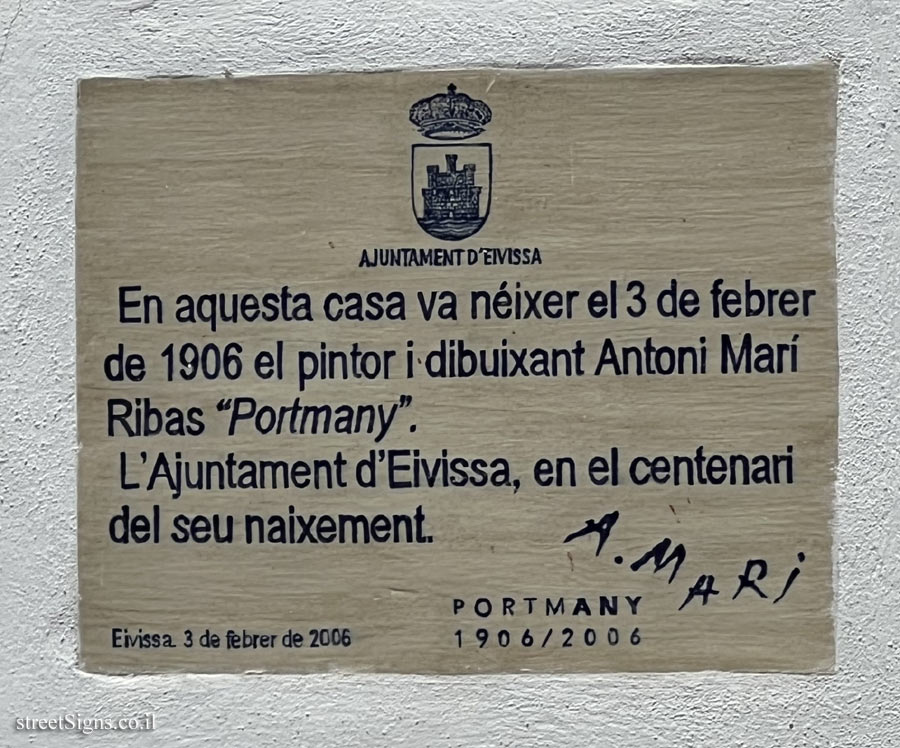 AJUNTAMENT D'EIVISSA
En aquesta casa va néixer el 3 de febrer
de 1906 el pintor i dibuixant Antoni Marí
Ribas “Portmany”.
L'Ajuntament d'Eivissa, en el centenari
del seu naixement.
A. MARi
PORTMANY
1906/2006
Eivissa 3 de febrer de 2006
streetSigns.co.il